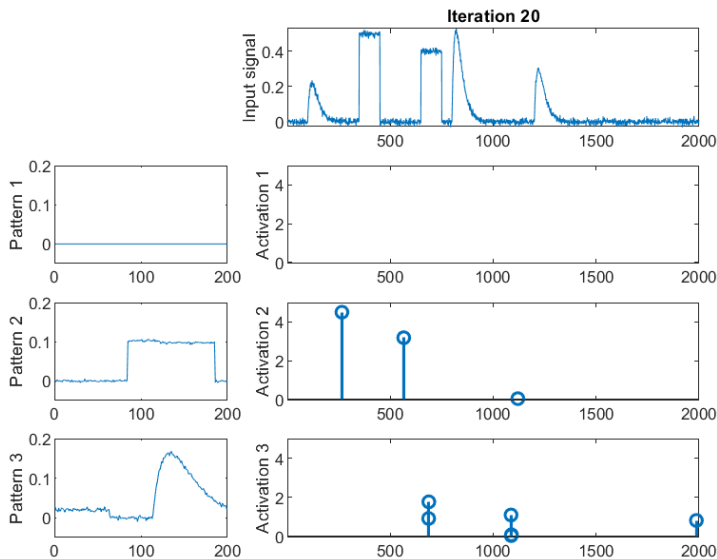 Iteration 20
Input signal
0.4
0.2
0
500 1000 1500 2000
Pattern 1
0.2
0.1
0
0 100 200
Activation 1
4
2
0
500 1000 1500 2000
Pattern 2
0.2
0.1
0
0 100 200
Activation 2
4
2
0
500 1000 1500 2000
Pattern 3
0.2
0.1
0
0 100 200
Activation 3
4
2
0
500 1000 1500 2000